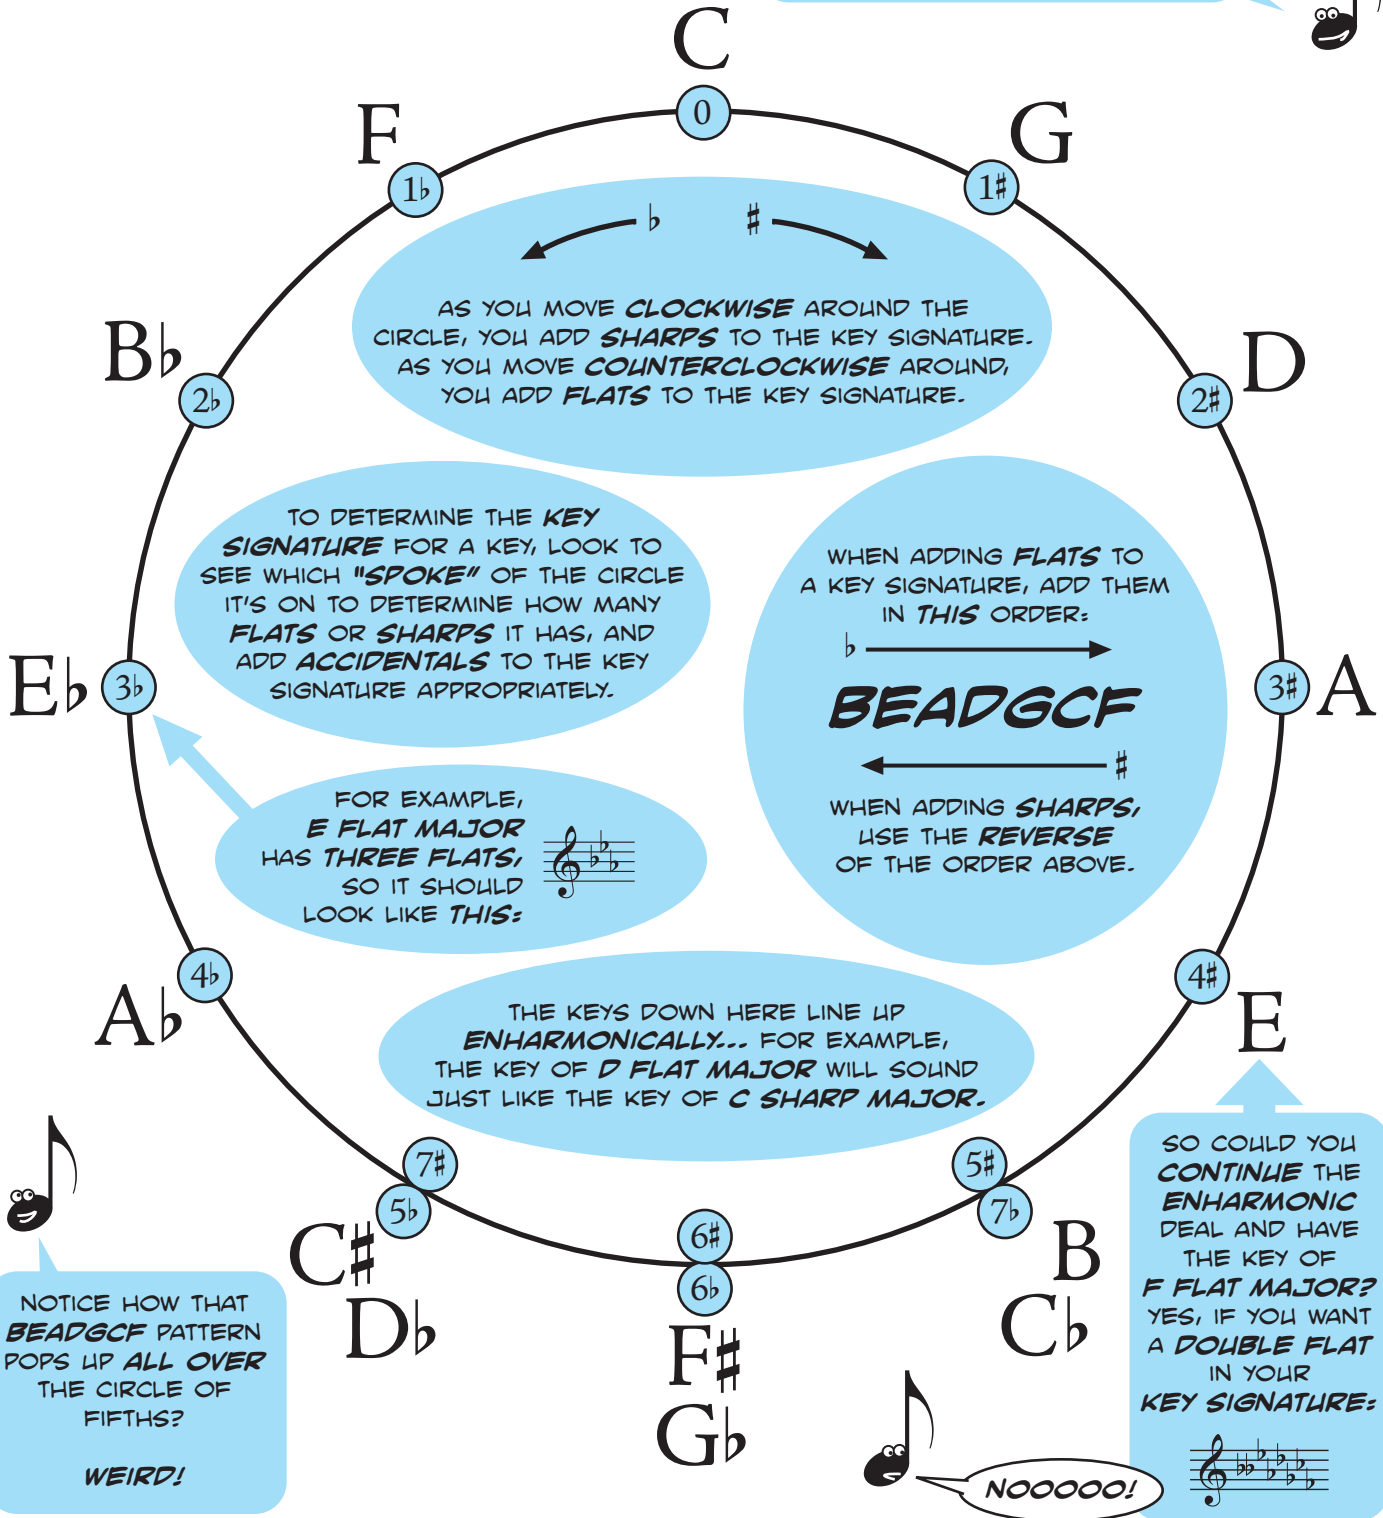 C
0
F
1♭
G
1♯
♭ ♯
AS YOU MOVE CLOCKWISE AROUND THE
CIRCLE, YOU ADD SHARPS TO THE KEY SIGNATURE.
AS YOU MOVE COUNTERCLOCKWISE AROUND,
YOU ADD FLATS TO THE KEY SIGNATURE.
B♭
2♭
D
2♯
TO DETERMINE THE KEY
SIGNATURE FOR A KEY, LOOK TO
SEE WHICH "SPOKE" OF THE CIRCLE
IT'S ON TO DETERMINE HOW MANY
FLATS OR SHARPS IT HAS, AND
ADD ACCIDENTALS TO THE KEY
SIGNATURE APPROPRIATELY.
WHEN ADDING FLATS TO
A KEY SIGNATURE, ADD THEM
IN THIS ORDER:
♭
BEADGCF
♯
WHEN ADDING SHARPS,
USE THE REVERSE
OF THE ORDER ABOVE.
E♭
3♭
3♯
A
FOR EXAMPLE,
E FLAT MAJOR
HAS THREE FLATS,
SO IT SHOULD
LOOK LIKE THIS:
4♭
A♭
4♯
E
THE KEYS DOWN HERE LINE UP
ENHARMONICALLY... FOR EXAMPLE,
THE KEY OF D FLAT MAJOR WILL SOUND
JUST LIKE THE KEY OF C SHARP MAJOR.
7♯
5♭
C♯
D♭
6♯
6♭
F♯
G♭
5♯
7♭
B
C♭
SO COULD YOU
CONTINUE THE
ENHARMONIC
DEAL AND HAVE
THE KEY OF
F FLAT MAJOR?
YES, IF YOU WANT
A DOUBLE FLAT
IN YOUR
KEY SIGNATURE:
NOOOOO!
NOTICE HOW THAT
BEADGCF PATTERN
POPS UP ALL OVER
THE CIRCLE OF
FIFTHS?
WEIRD!